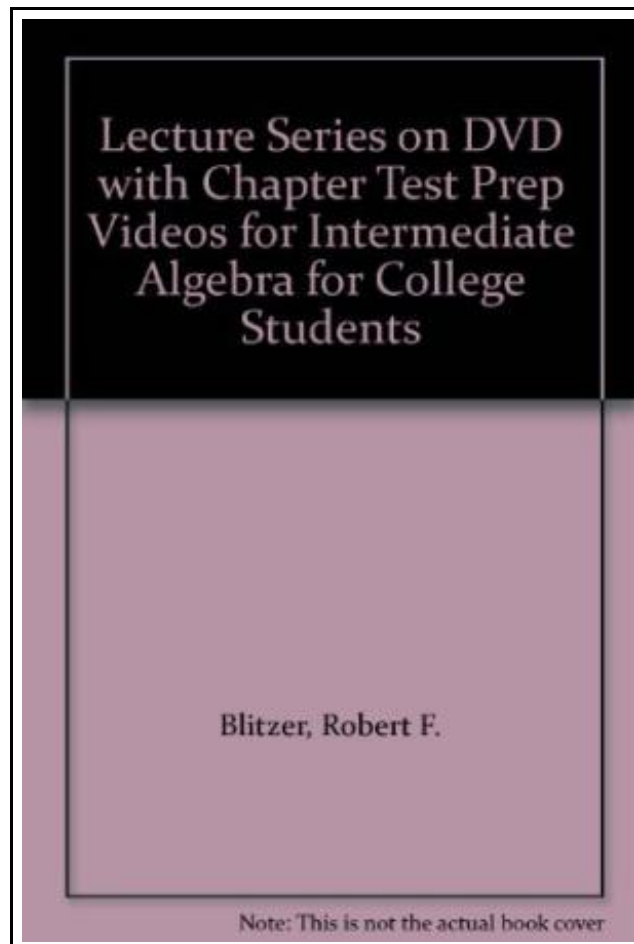 Lecture Series on DVD
with Chapter Test Prep
Videos for Intermediate
Algebra for College
Students
Blitzer, Robert F.
Note: This is not the actual book cover